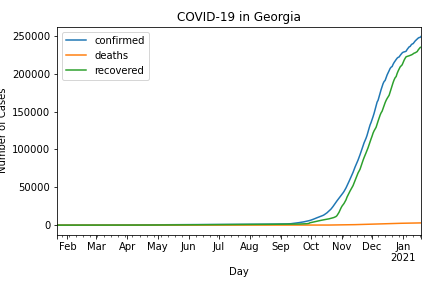 COVID-19 in Georgia
confirmed
deaths
recovered
250000
200000
150000
100000
50000
0
Number of Cases
Feb Mar Apr May Jun Jul Aug Sep Oct Nov Dec Jan
2021
Day